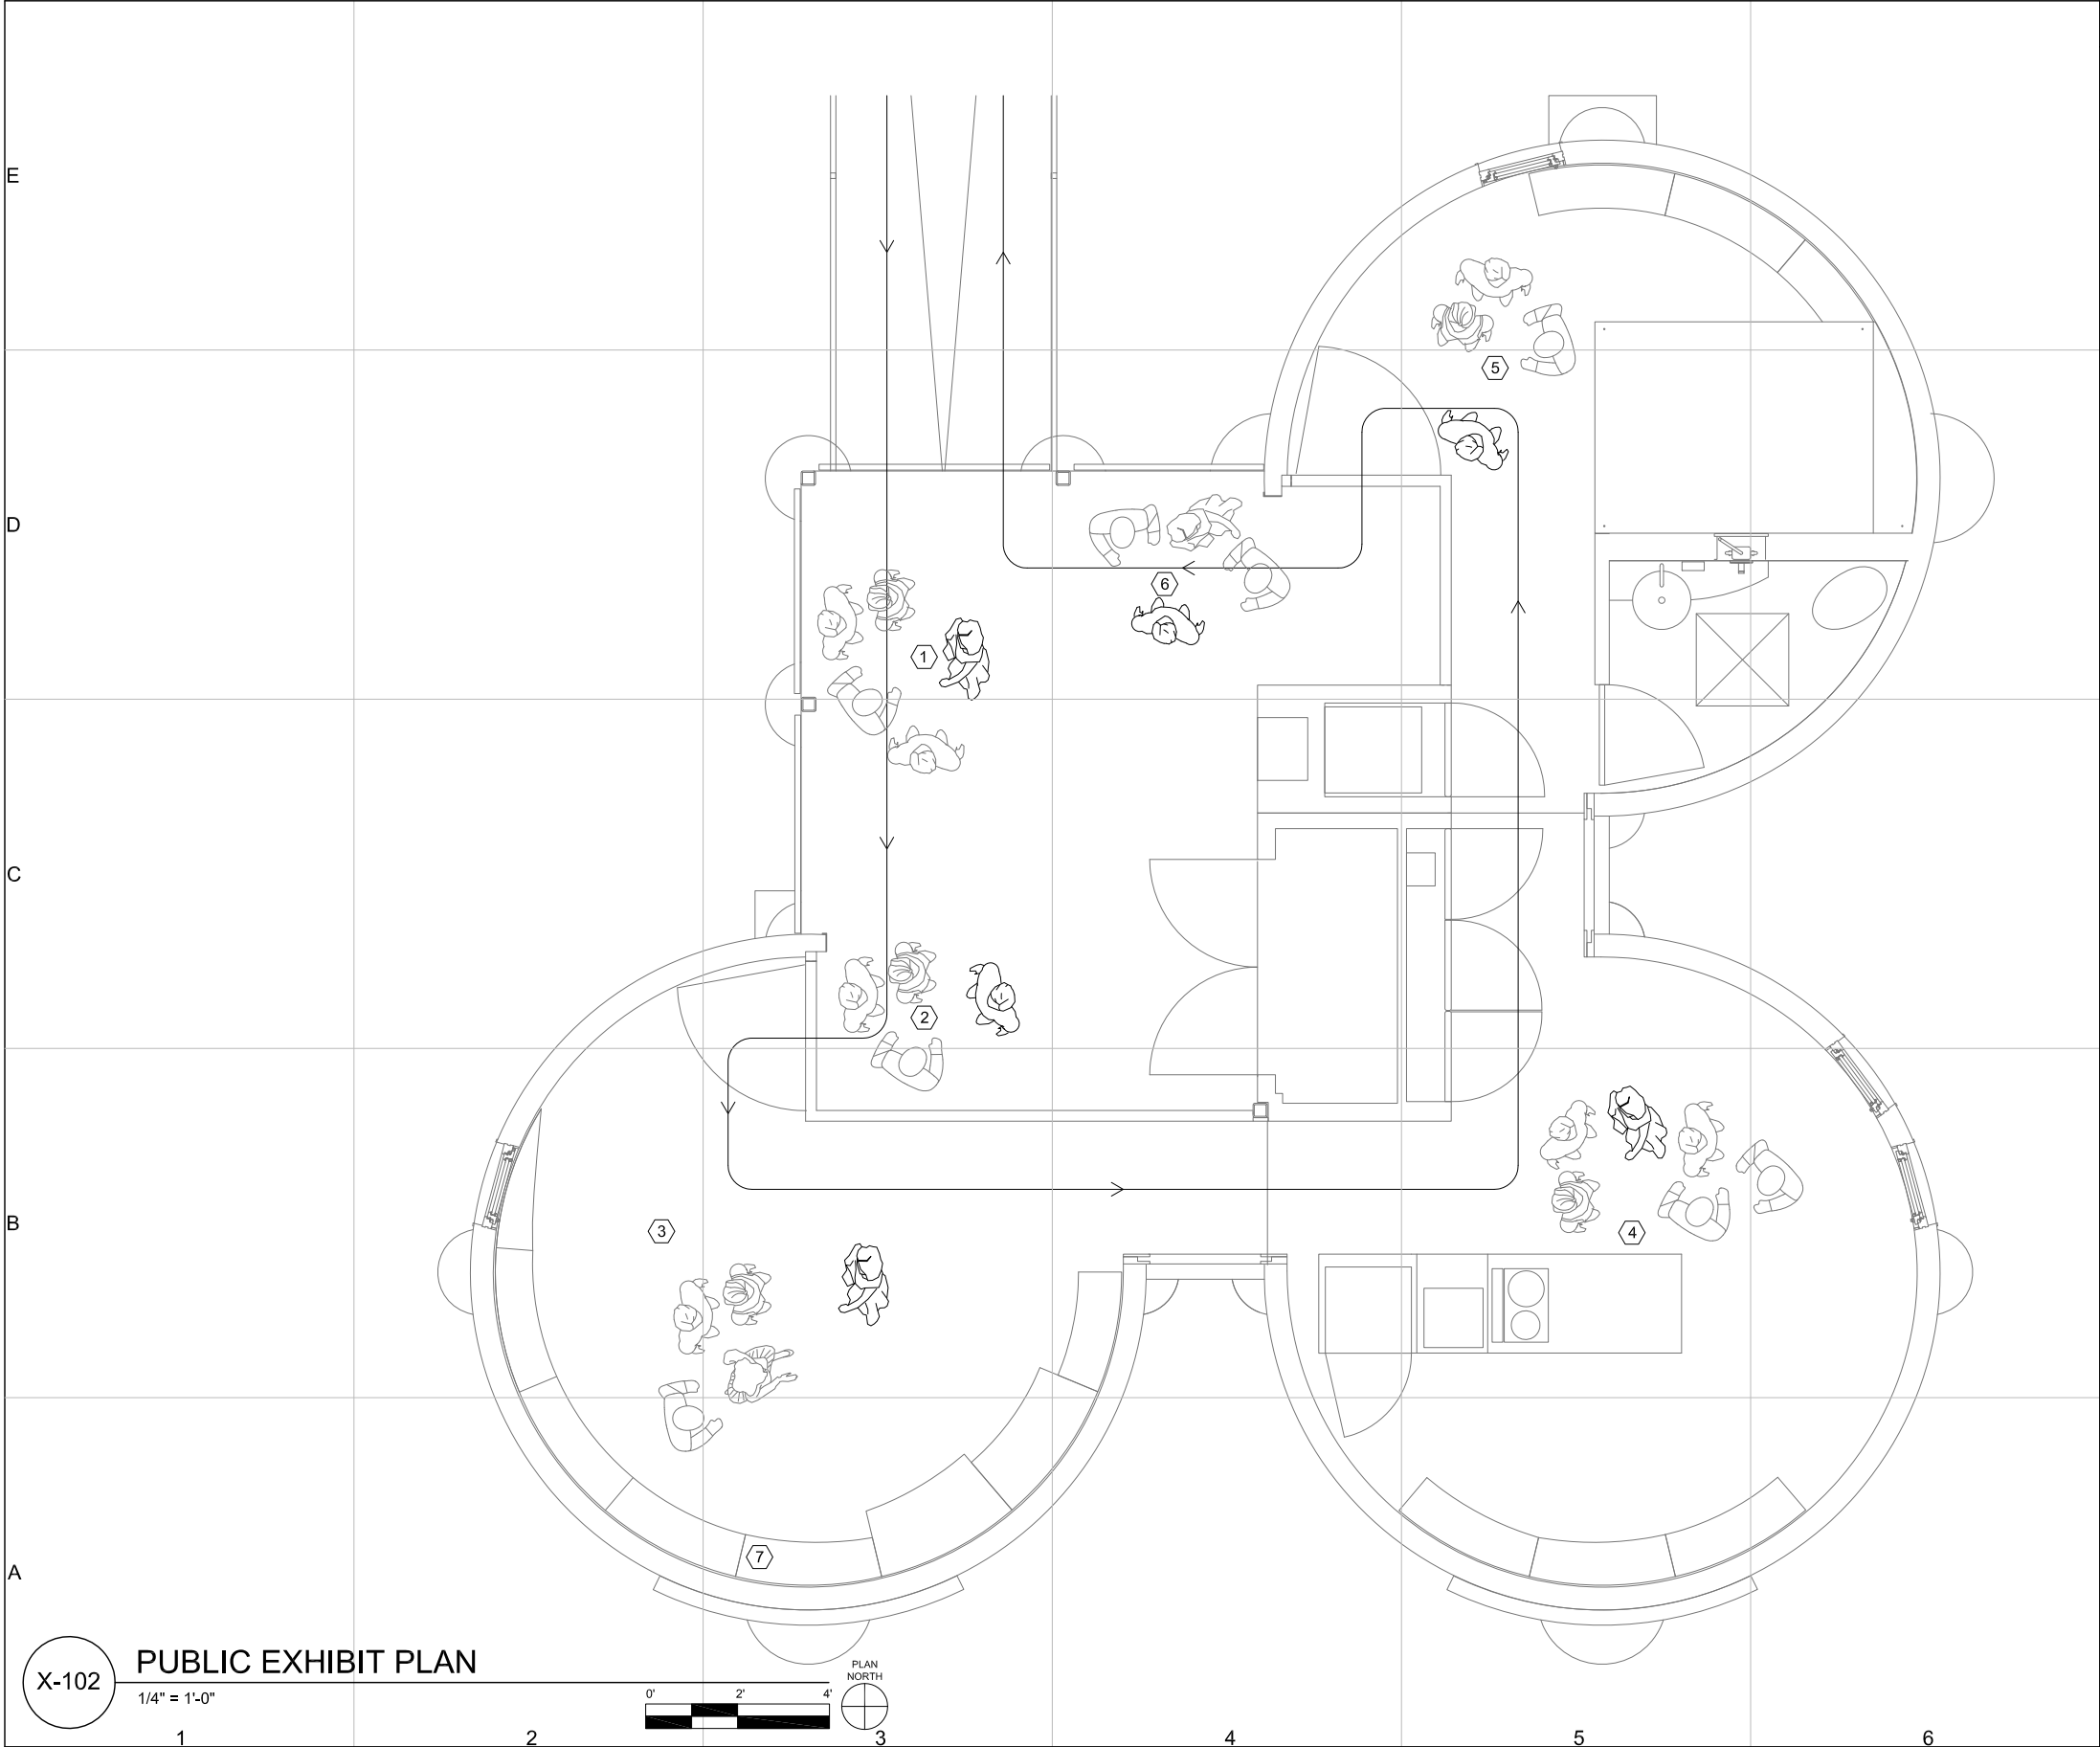 E
5
D
6
1
C
2
B
3
4
7
A
X-102
PUBLIC EXHIBIT PLAN
1/4" = 1'-0"
0' 2' 4'
PLAN
NORTH
1 2 3 4 5 6